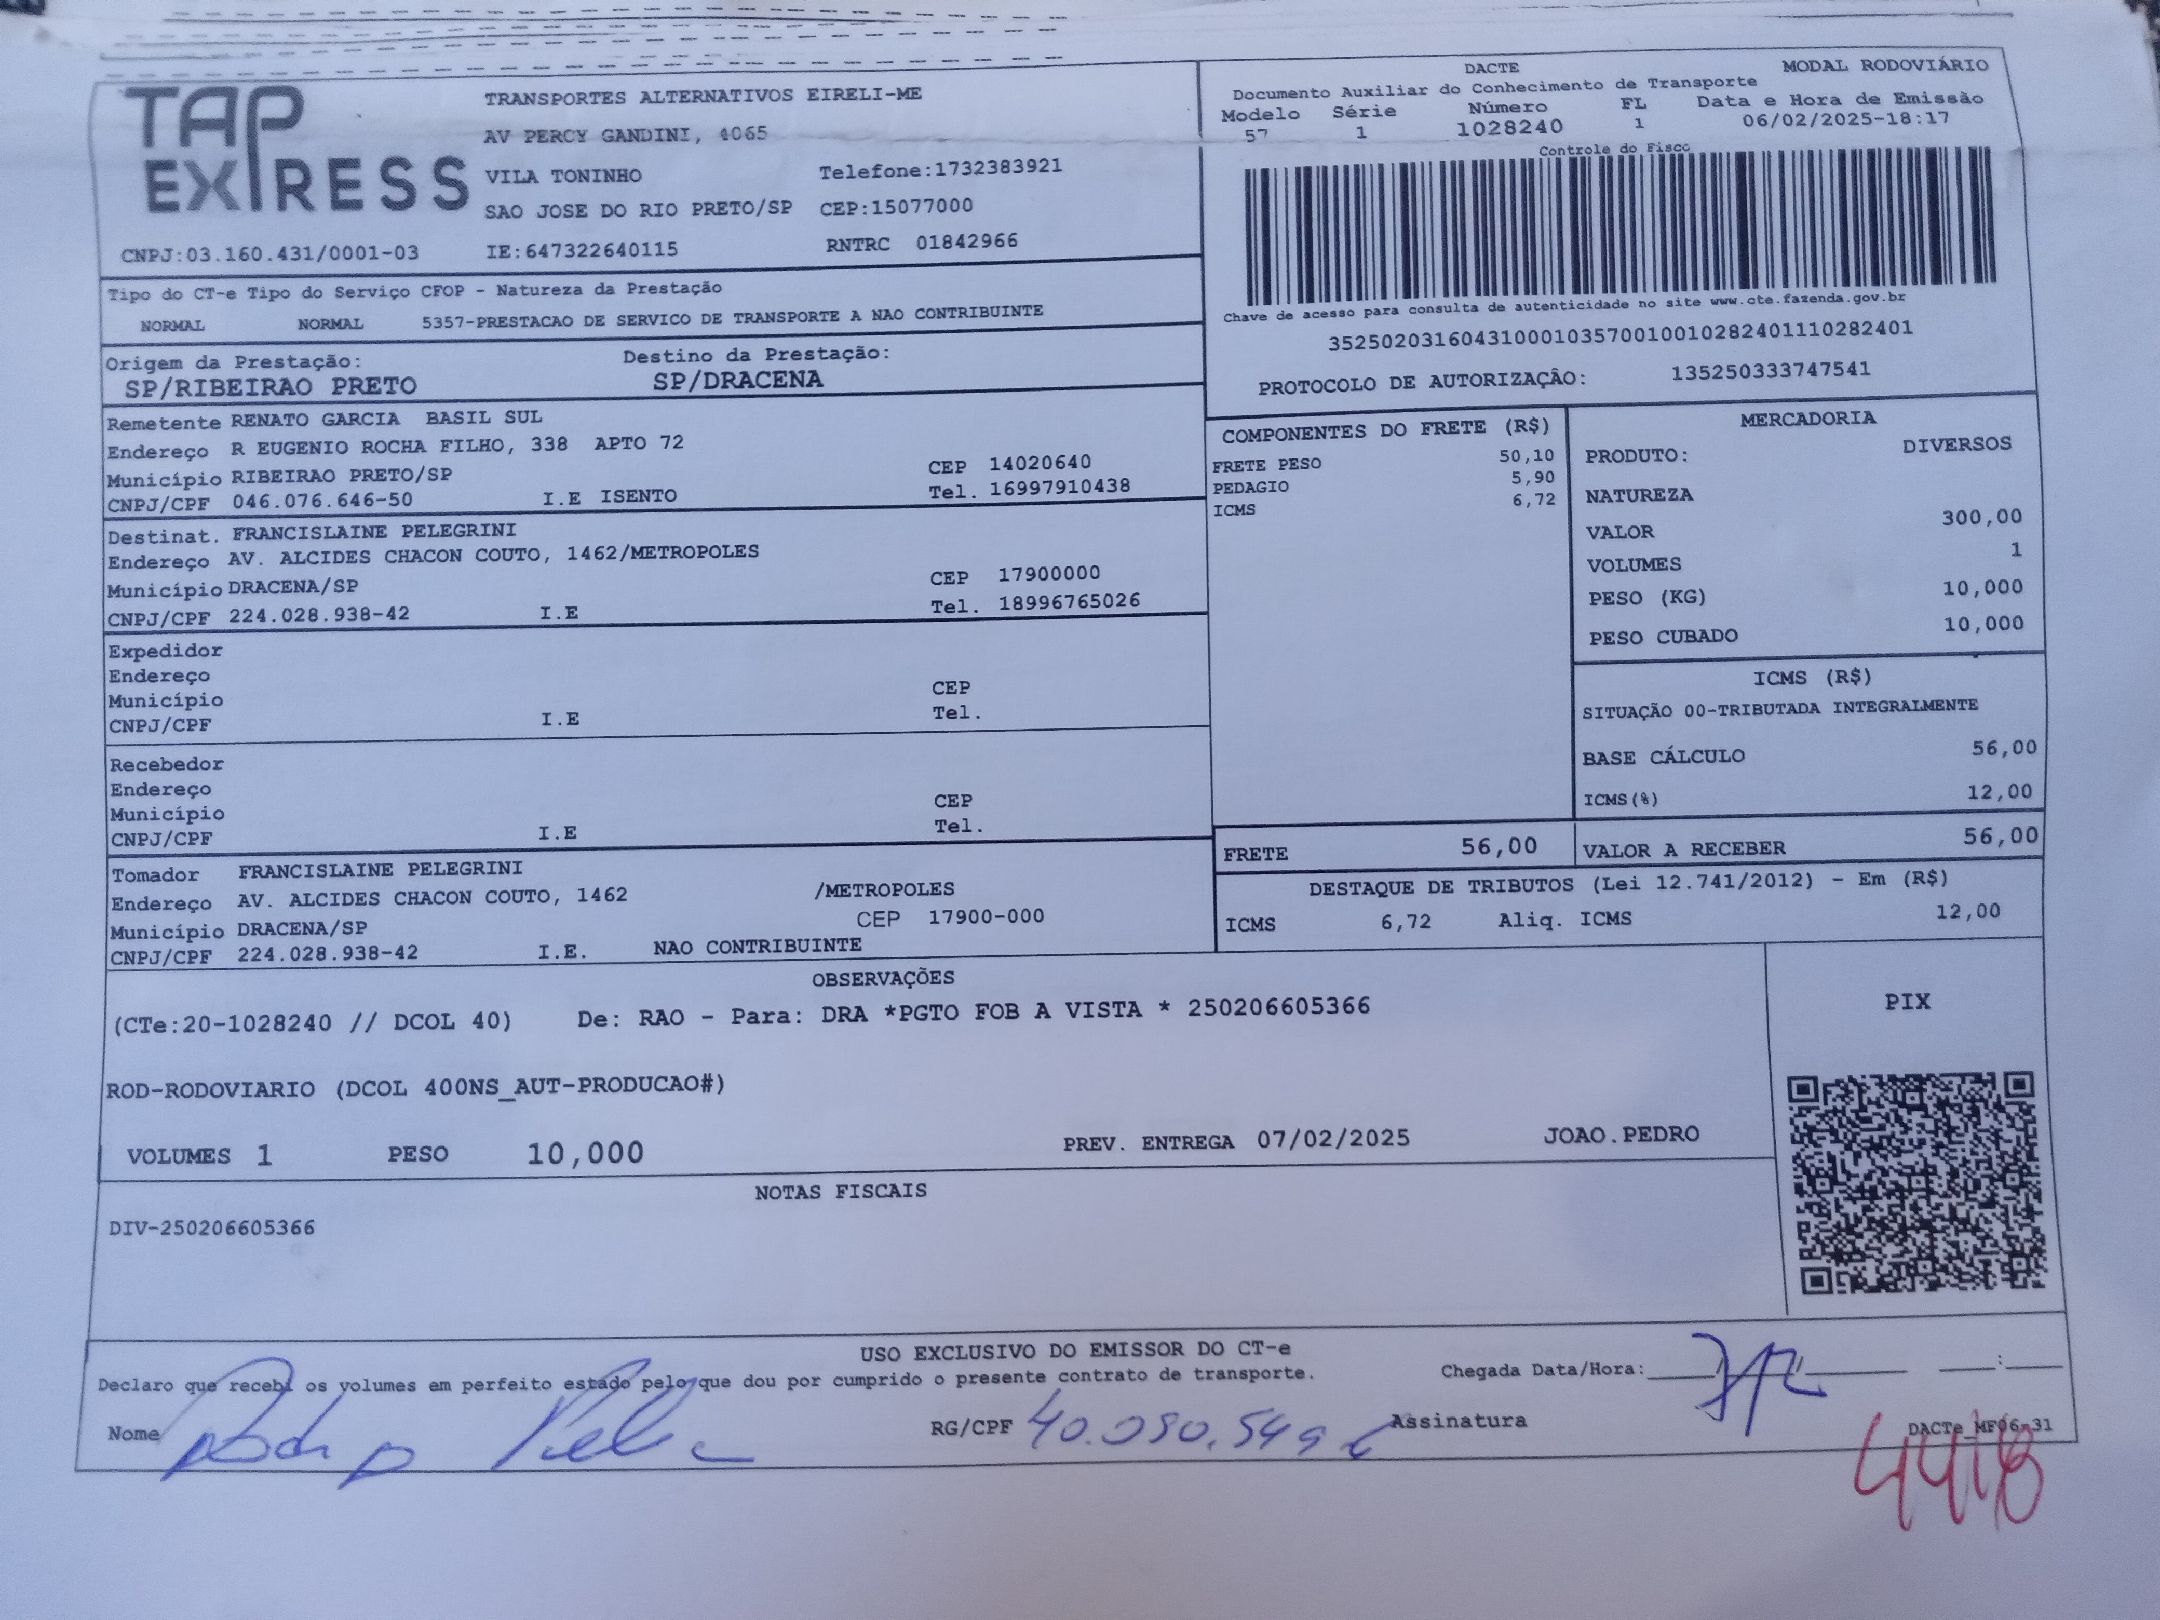 TAP EXPRESS
TRANSPORTES ALTERNATIVOS EIRELI-ME
AV PERCY GANDINI, 4065
VILA TONINHO Telefone:1732383921
SAO JOSE DO RIO PRETO/SP CEP:15077000
CNPJ:03.160.431/0001-03 IE:647322640115 RNTRC 01842966
DACTE MODAL RODOVIÁRIO
Documento Auxiliar do Conhecimento de Transporte
Modelo Série Número FL Data e Hora de Emissão
57 1 1028240 1 06/02/2025-18:17
Controle do Fisco
Chave de acesso para consulta de autenticidade no site www.cte.fazenda.gov.br
35250203160431000103570010010282401110282401
PROTOCOLO DE AUTORIZAÇÃO: 135250333747541
Tipo do CT-e Tipo do Serviço CFOP - Natureza da Prestação
NORMAL NORMAL 5357-PRESTACAO DE SERVICO DE TRANSPORTE A NAO CONTRIBUINTE
Origem da Prestação: Destino da Prestação:
SP/RIBEIRAO PRETO SP/DRACENA
Remetente RENATO GARCIA BASIL SUL
Endereço R EUGENIO ROCHA FILHO, 338 APTO 72
Município RIBEIRAO PRETO/SP CEP 14020640
CNPJ/CPF 046.076.646-50 I.E ISENTO Tel. 16997910438
Destinat. FRANCISLAINE PELEGRINI
Endereço AV. ALCIDES CHACON COUTO, 1462/METROPOLES
Município DRACENA/SP CEP 17900000
CNPJ/CPF 224.028.938-42 I.E Tel. 18996765026
Expedidor
Endereço
Município CEP
CNPJ/CPF I.E Tel.
Recebedor
Endereço
Município CEP
CNPJ/CPF I.E Tel.
Tomador FRANCISLAINE PELEGRINI
Endereço AV. ALCIDES CHACON COUTO, 1462 /METROPOLES
Município DRACENA/SP CEP 17900-000
CNPJ/CPF 224.028.938-42 I.E. NAO CONTRIBUINTE
COMPONENTES DO FRETE (R$)
FRETE PESO 50,10
PEDAGIO 5,90
ICMS 6,72
MERCADORIA
PRODUTO: DIVERSOS
NATUREZA
VALOR 300,00
VOLUMES 1
PESO (KG) 10,000
PESO CUBADO 10,000
ICMS (R$)
SITUAÇÃO 00-TRIBUTADA INTEGRALMENTE
BASE CÁLCULO 56,00
ICMS(%) 12,00
FRETE 56,00 VALOR A RECEBER 56,00
DESTAQUE DE TRIBUTOS (Lei 12.741/2012) - Em (R$)
ICMS 6,72 Aliq. ICMS 12,00
OBSERVAÇÕES
(CTe:20-1028240 // DCOL 40) De: RAO - Para: DRA *PGTO FOB A VISTA * 250206605366
ROD-RODOVIARIO (DCOL 400NS_AUT-PRODUCAO#)
VOLUMES 1 PESO 10,000 PREV. ENTREGA 07/02/2025 JOAO.PEDRO
PIX
NOTAS FISCAIS
DIV-250206605366
USO EXCLUSIVO DO EMISSOR DO CT-e
Declaro que recebi os volumes em perfeito estado pelo que dou por cumprido o presente contrato de transporte. Chegada Data/Hora:
Nome RG/CPF Assinatura
DACTe_MF06-31